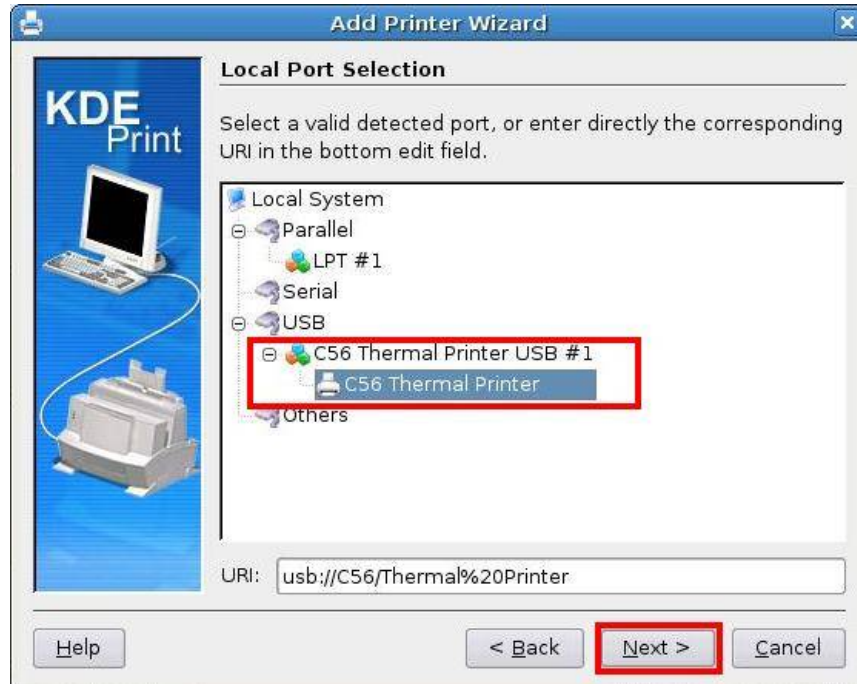 Add Printer Wizard
KDE
Print
Local Port Selection
Select a valid detected port, or enter directly the corresponding
URI in the bottom edit field.
Local System
Parallel
LPT #1
Serial
USB
C56 Thermal Printer USB #1
C56 Thermal Printer
Others
URI: usb://C56/Thermal%20Printer
Help < Back Next > Cancel